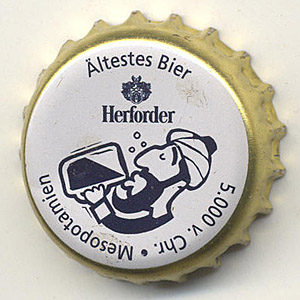 Ältestes Bier
Herforder
5.000 v. Chr. • Mesopotamien